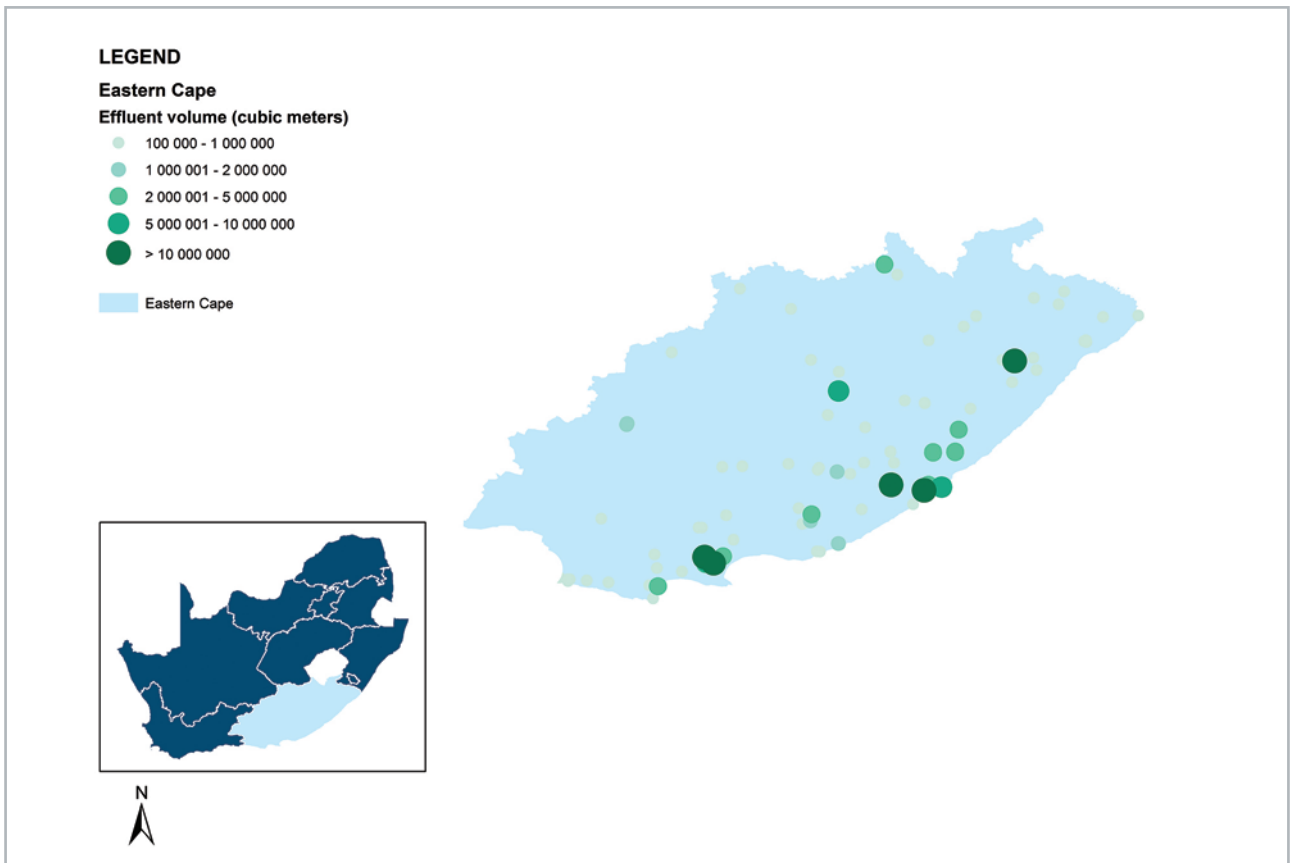 LEGEND
Eastern Cape
Effluent volume (cubic meters)
100 000 - 1 000 000
1 000 001 - 2 000 000
2 000 001 - 5 000 000
5 000 001 - 10 000 000
> 10 000 000
Eastern Cape
N